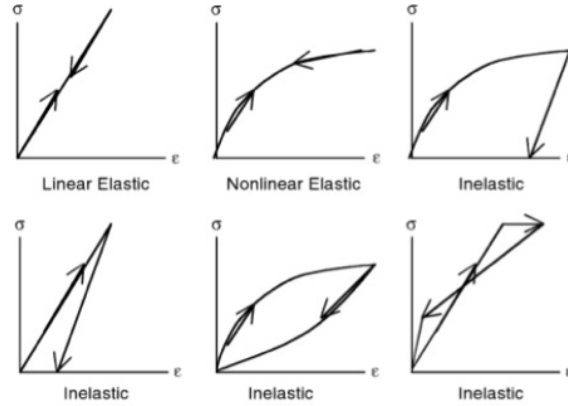 σ σ σ
ε ε ε
Linear Elastic Nonlinear Elastic Inelastic
σ σ σ
ε ε ε
Inelastic Inelastic Inelastic